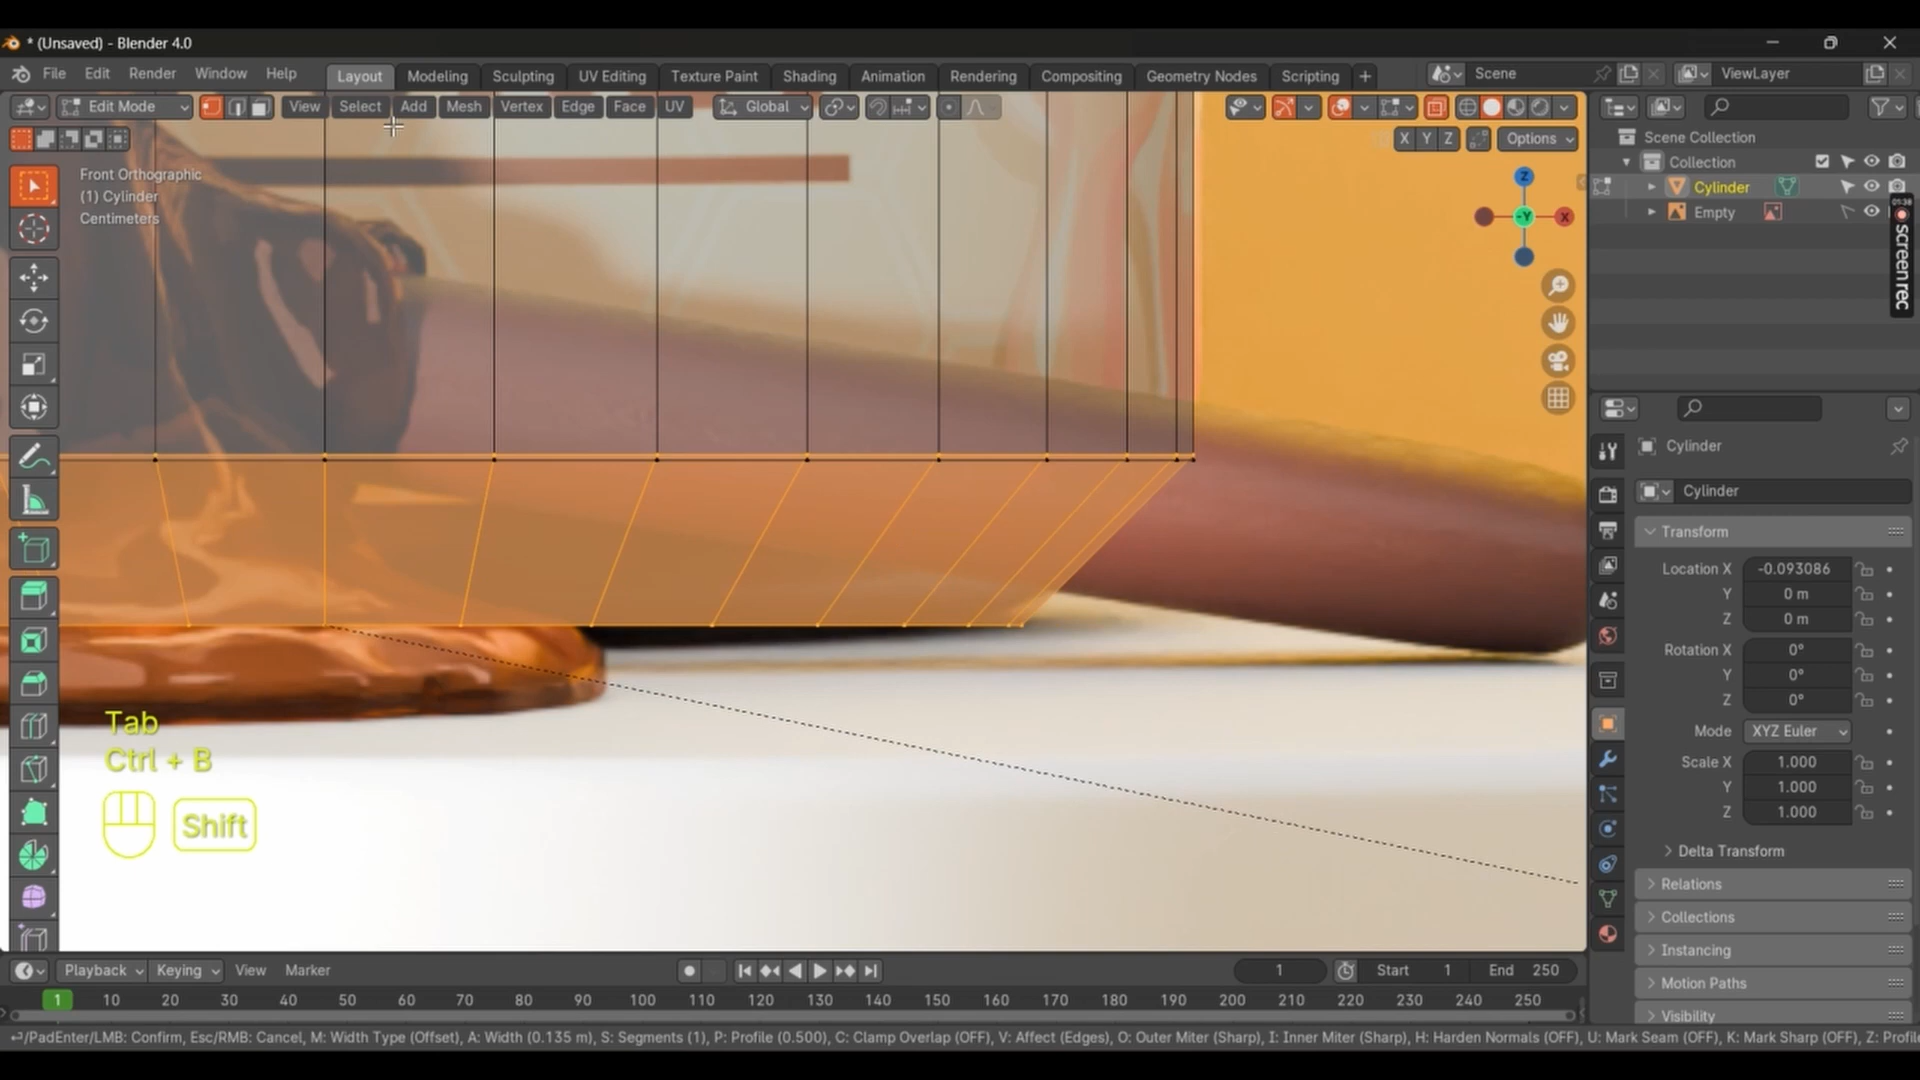 * (Unsaved) - Blender 4.0
File Edit Render Window Help Layout Modeling Sculpting UV Editing Texture Paint Shading Animation Rendering Compositing Geometry Nodes Scripting + Scene ViewLayer
Edit Mode View Select Add Mesh Vertex Edge Face UV Global
X Y Z Options
Scene Collection
Collection
Cylinder
Empty
Front Orthographic
(1) Cylinder
Centimeters
Z
-Y
X
01:38
screenrec
Cylinder
Cylinder
Transform
Location X -0.093086
Y 0 m
Z 0 m
Rotation X 0°
Y 0°
Z 0°
Mode XYZ Euler
Scale X 1.000
Y 1.000
Z 1.000
Delta Transform
Relations
Collections
Instancing
Motion Paths
Visibility
Tab
Ctrl + B
Shift
Playback Keying View Marker 1 Start 1 End 250
1 10 20 30 40 50 60 70 80 90 100 110 120 130 140 150 160 170 180 190 200 210 220 230 240 250
/PadEnter/LMB: Confirm, Esc/RMB: Cancel, M: Width Type (Offset), A: Width (0.135 m), S: Segments (1), P: Profile (0.500), C: Clamp Overlap (OFF), V: Affect (Edges), O: Outer Miter (Sharp), I: Inner Miter (Sharp), H: Harden Normals (OFF), U: Mark Seam (OFF), K: Mark Sharp (OFF), Z: Profile